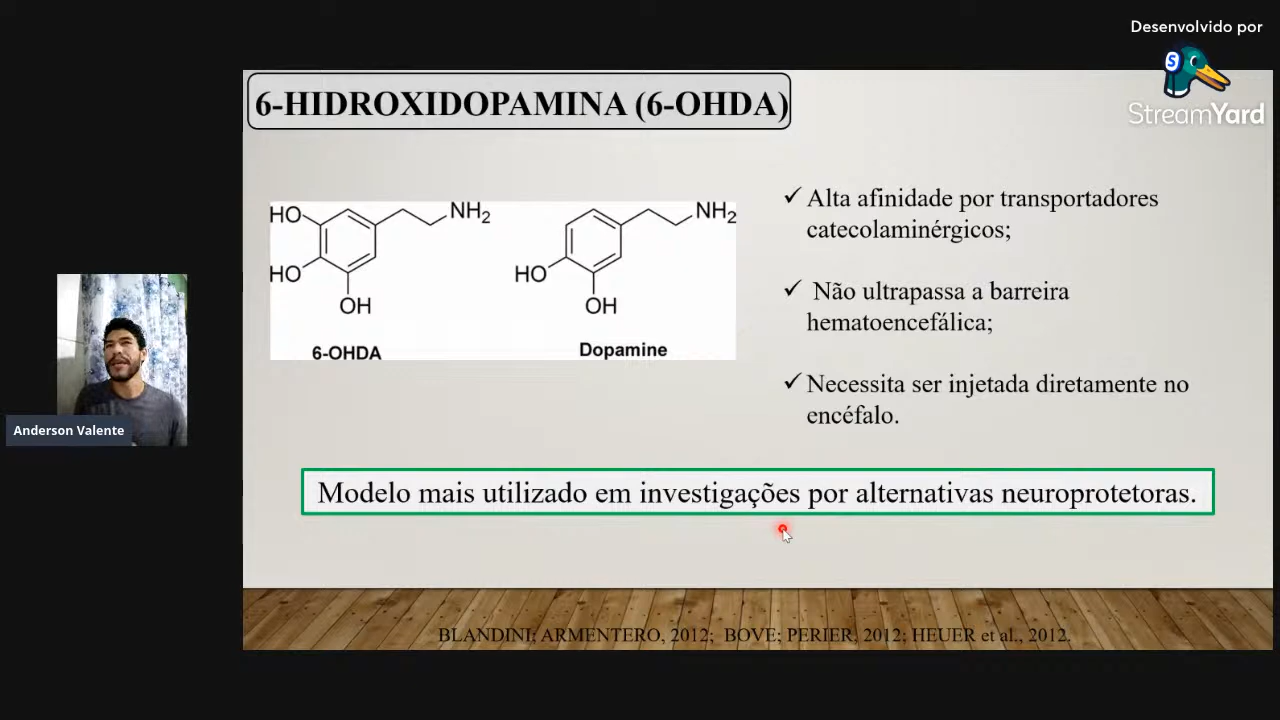 Desenvolvido por
StreamYard
6-HIDROXIDOPAMINA (6-OHDA)
HO
NH2
HO
OH
6-OHDA
NH2
HO
OH
Dopamine
✓ Alta afinidade por transportadores
catecolaminérgicos;
✓ Não ultrapassa a barreira
hematoencefálica;
✓ Necessita ser injetada diretamente no
encéfalo.
Anderson Valente
Modelo mais utilizado em investigações por alternativas neuroprotetoras.
BLANDINI; ARMENTERO, 2012; BOVE; PERIER, 2012; HEUER et al., 2012.